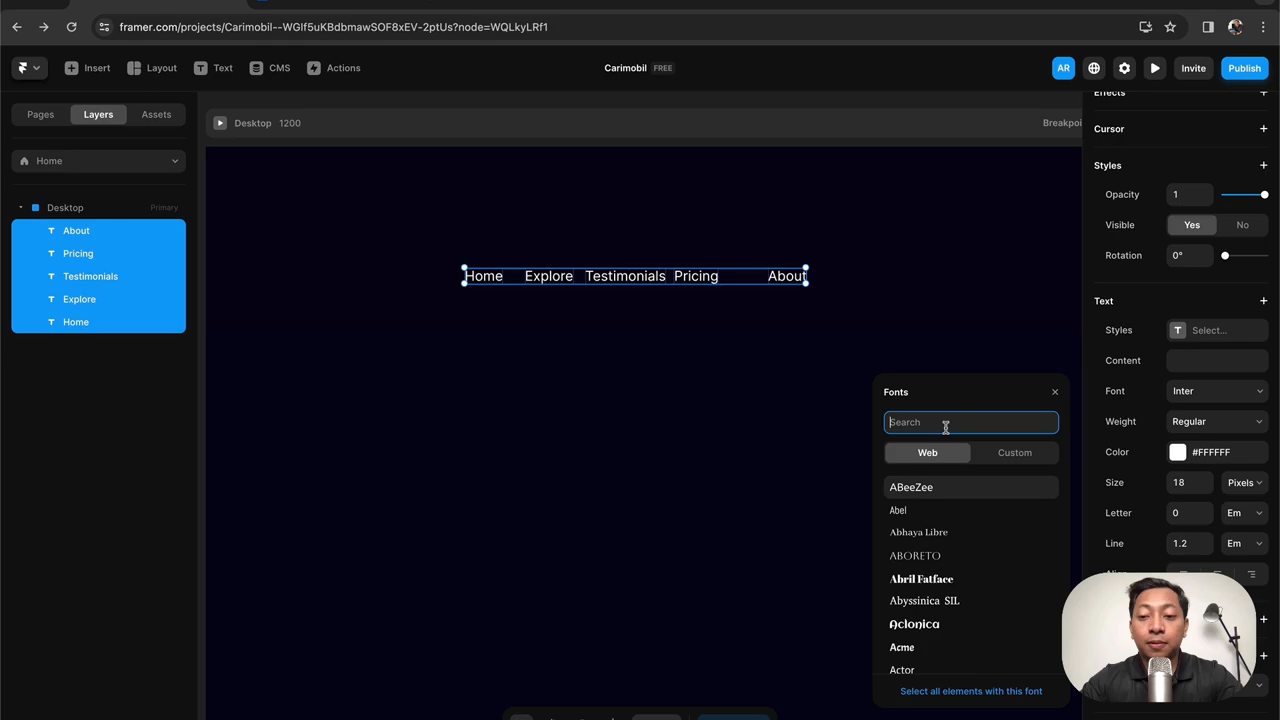 framer.com/projects/Carimobil--WGIf5uKBdbmawSOF8xEV-2ptUs?node=WQLkyLRf1
Insert Layout Text CMS Actions Carimobil FREE AR Invite Publish
Pages Layers Assets
Home
Desktop Primary
About
Pricing
Testimonials
Explore
Home
Desktop 1200 Breakpoi
Home Explore Testimonials Pricing About
Fonts
Search
Web Custom
ABeeZee
Abel
Abhaya Libre
ABORETO
Abril Fatface
Abyssinica SIL
Aclonica
Acme
Actor
Select all elements with this font
Effects
Cursor
Styles
Opacity 1
Visible Yes No
Rotation 0°
Text
Styles T Select...
Content
Font Inter
Weight Regular
Color #FFFFFF
Size 18 Pixels
Letter 0 Em
Line 1.2 Em